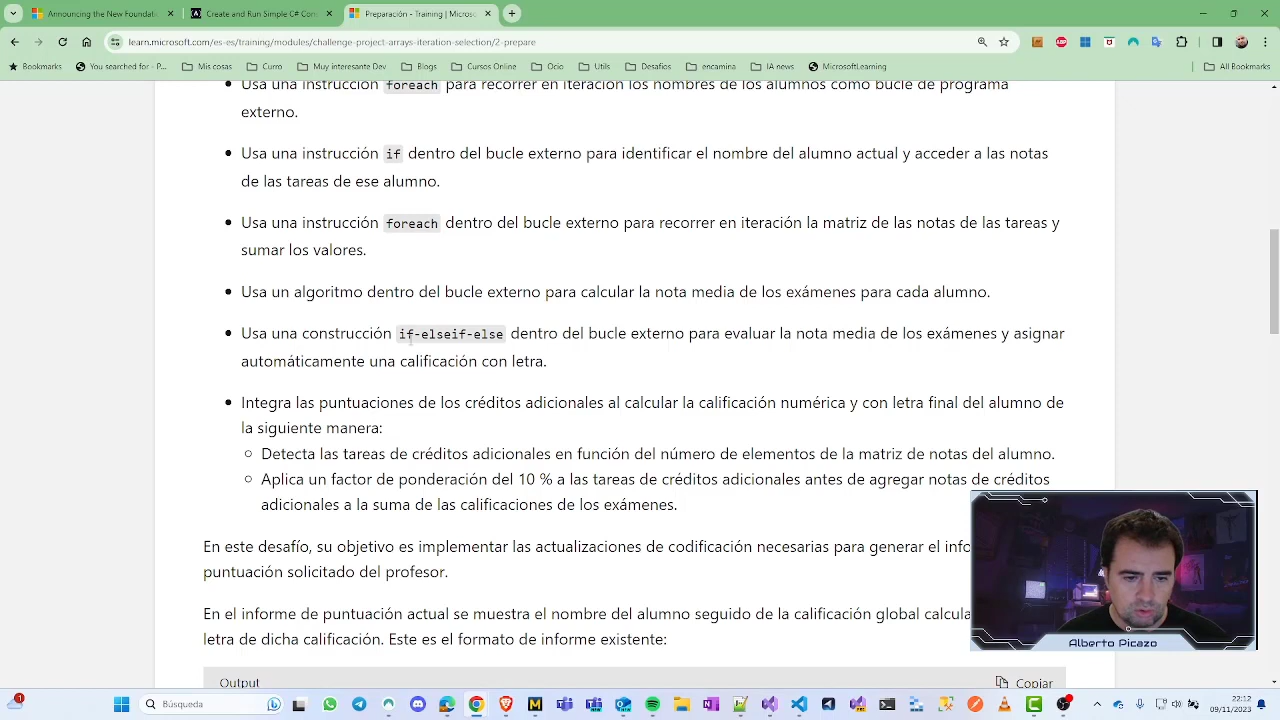 Announcing the New Foundatio
Create and Run Simple C# Con
Preparación - Training | Microso
learn.microsoft.com/es-es/training/modules/challenge-project-arrays-iteration-selection/2-prepare
Bookmarks
You searched for - P...
Mis cosas
Curro
Muy interesante Dev
Blogs
Cursos Online
Ocio
Utils
Desafios
encamina
IA news
MicrosoftLearning
All Bookmarks
Usa una instrucción foreach para recorrer en iteración los nombres de los alumnos como bucle de programa
externo.
Usa una instrucción if dentro del bucle externo para identificar el nombre del alumno actual y acceder a las notas
de las tareas de ese alumno.
Usa una instrucción foreach dentro del bucle externo para recorrer en iteración la matriz de las notas de las tareas y
sumar los valores.
Usa un algoritmo dentro del bucle externo para calcular la nota media de los exámenes para cada alumno.
Usa una construcción if-elseif-else dentro del bucle externo para evaluar la nota media de los exámenes y asignar
automáticamente una calificación con letra.
Integra las puntuaciones de los créditos adicionales al calcular la calificación numérica y con letra final del alumno de
la siguiente manera:
Detecta las tareas de créditos adicionales en función del número de elementos de la matriz de notas del alumno.
Aplica un factor de ponderación del 10 % a las tareas de créditos adicionales antes de agregar notas de créditos
adicionales a la suma de las calificaciones de los exámenes.
En este desafío, su objetivo es implementar las actualizaciones de codificación necesarias para generar el info
puntuación solicitado del profesor.
En el informe de puntuación actual se muestra el nombre del alumno seguido de la calificación global calcula
letra de dicha calificación. Este es el formato de informe existente:
Alberto Picazo
Output
Copiar
Búsqueda
22:12
09/11/2023